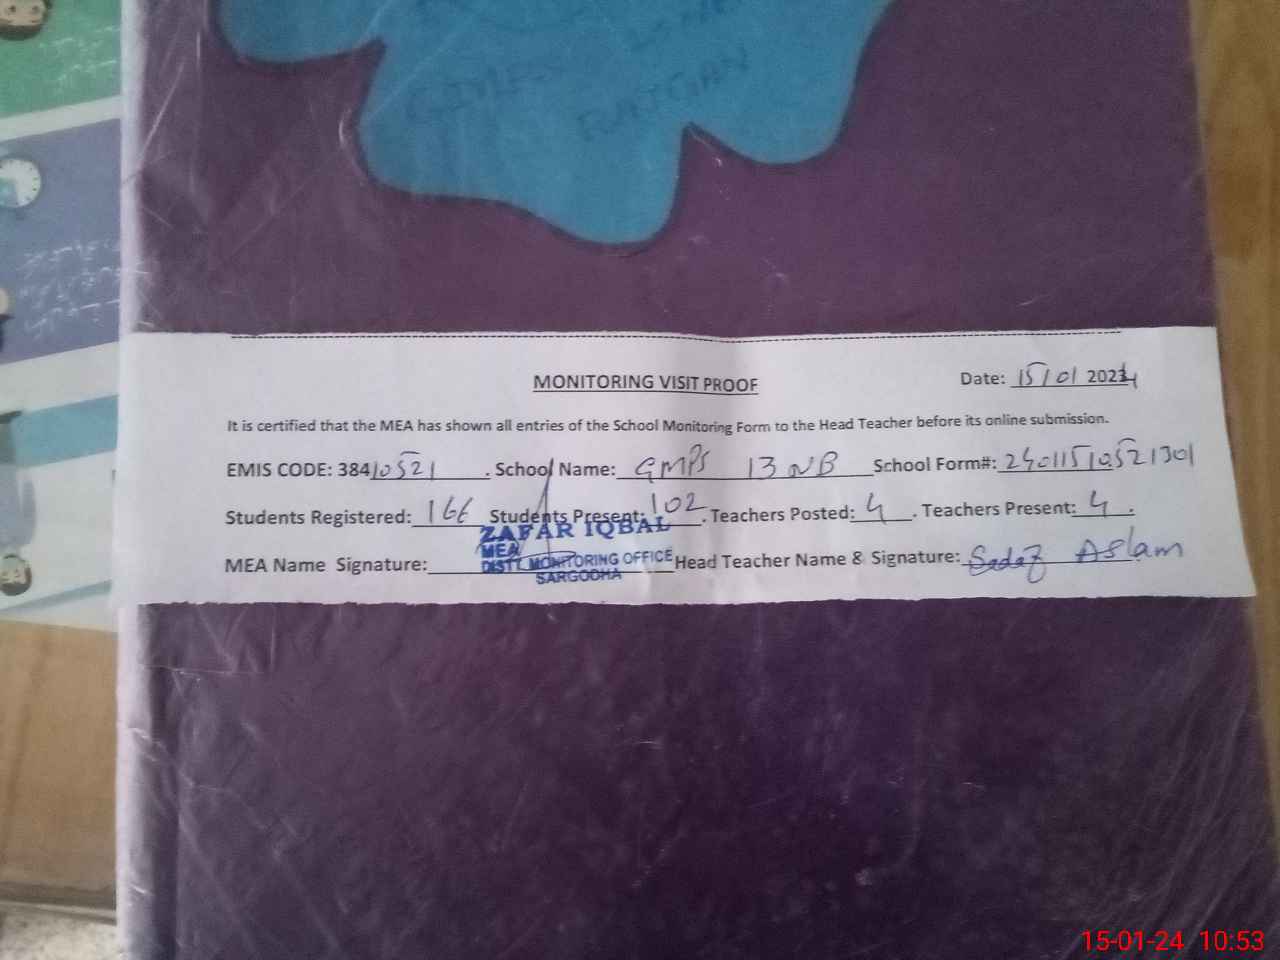 MONITORING VISIT PROOF
Date: 15/01 2024
It is certified that the MEA has shown all entries of the School Monitoring Form to the Head Teacher before its online submission.
EMIS CODE: 38410521. School Name: GMPS 13 NB School Form#: 24011510521301
Students Registered: 166 Students Present: 102. Teachers Posted: 4. Teachers Present: 4.
ZAFAR IQBAL
MEA
DISTT. MONITORING OFFICE
SARGODHA
MEA Name Signature: Head Teacher Name & Signature: Sadaf Aslam
15-01-24 10:53